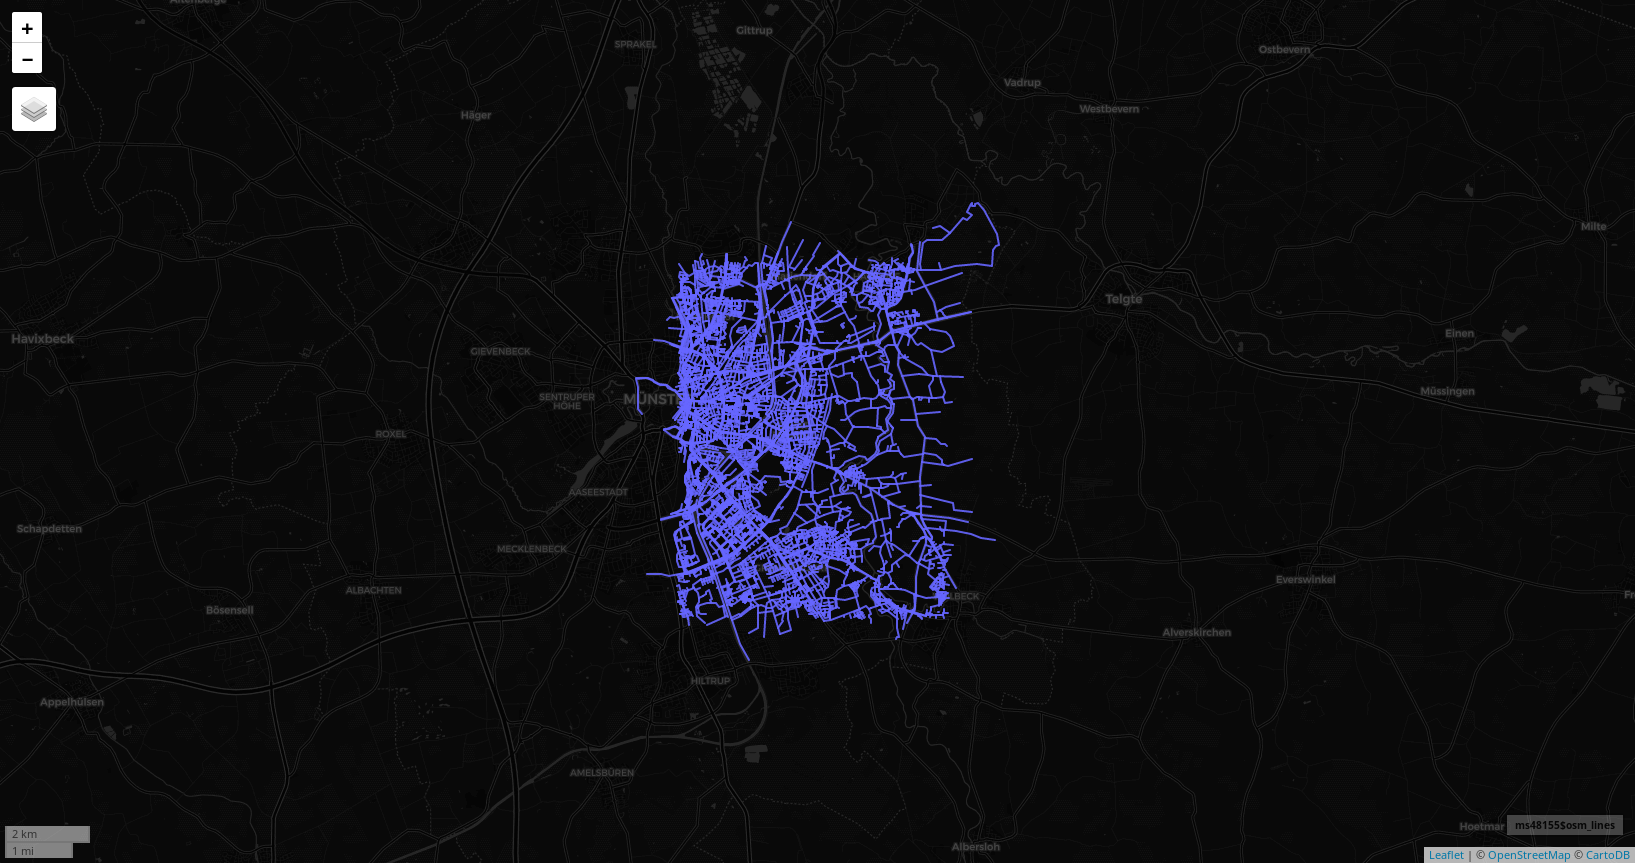 Altenberge
+
−
Gittrup
SPRAKEL
Ostbevern
Vadrup
Westbevern
Häger
Milte
Telgte
Havixbeck
Einen
GIEVENBECK
Müssingen
SENTRUPER
HÖHE
MÜNSTE
ROXEL
AASEESTADT
Schapdetten
MECKLENBECK
Everswinkel
ALBACHTEN
LBECK
Fr
Bösensell
Alverskirchen
HILTRUP
Appelhülsen
AMELSBÜREN
2 km
Hoetmar
ms48155$osm_lines
1 mi
Albersloh
Leaflet | © OpenStreetMap © CartoDB